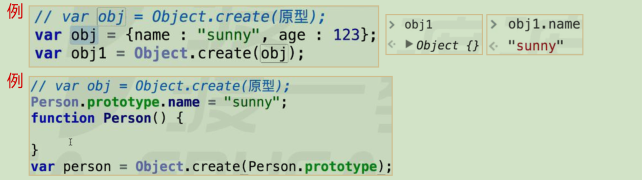 例
// var obj = Object.create(原型);
var obj = {name : "sunny", age : 123};
var obj1 = Object.create(obj);
> obj1
<· ▶ Object {}
> obj1.name
<· "sunny"
例
// var obj = Object.create(原型);
Person.prototype.name = "sunny";
function Person() {
}
var person = Object.create(Person.prototype);